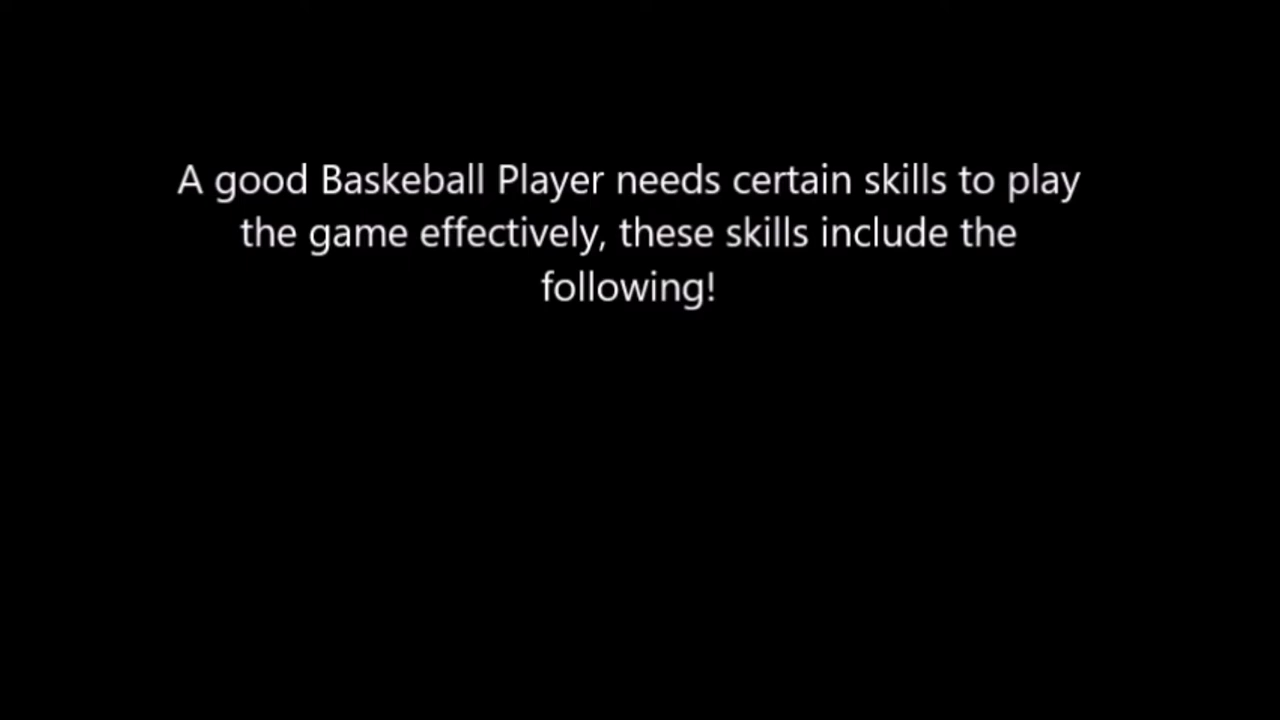 A good Baskeball Player needs certain skills to play
the game effectively, these skills include the
following!